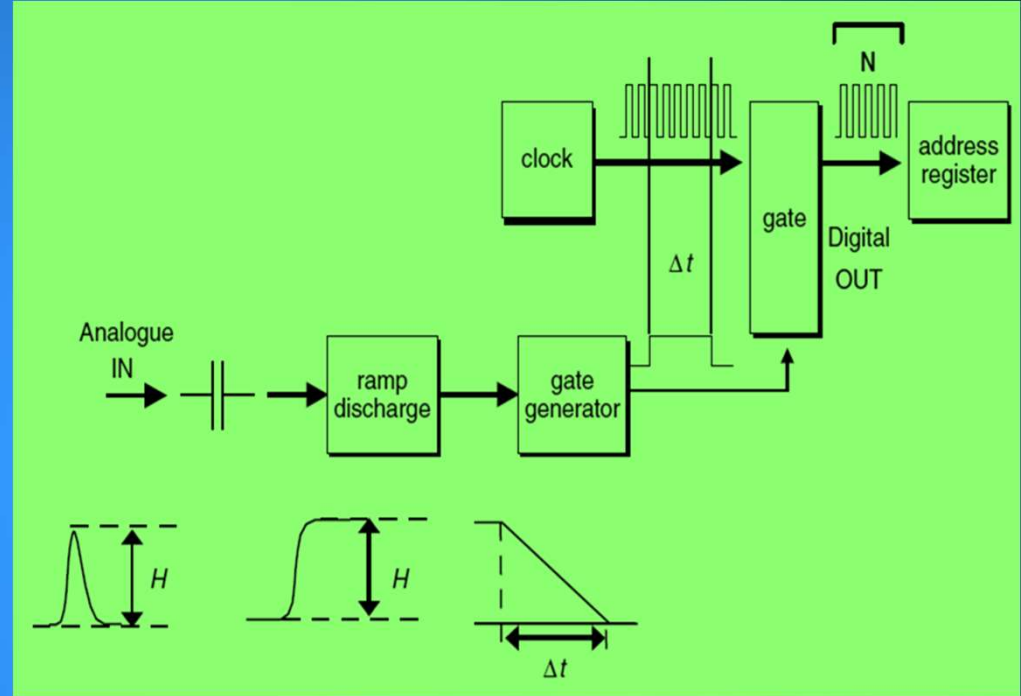 N
clock
gate
address
register
Δt
Digital
OUT
Analogue
IN
ramp
discharge
gate
generator
H
H
Δt